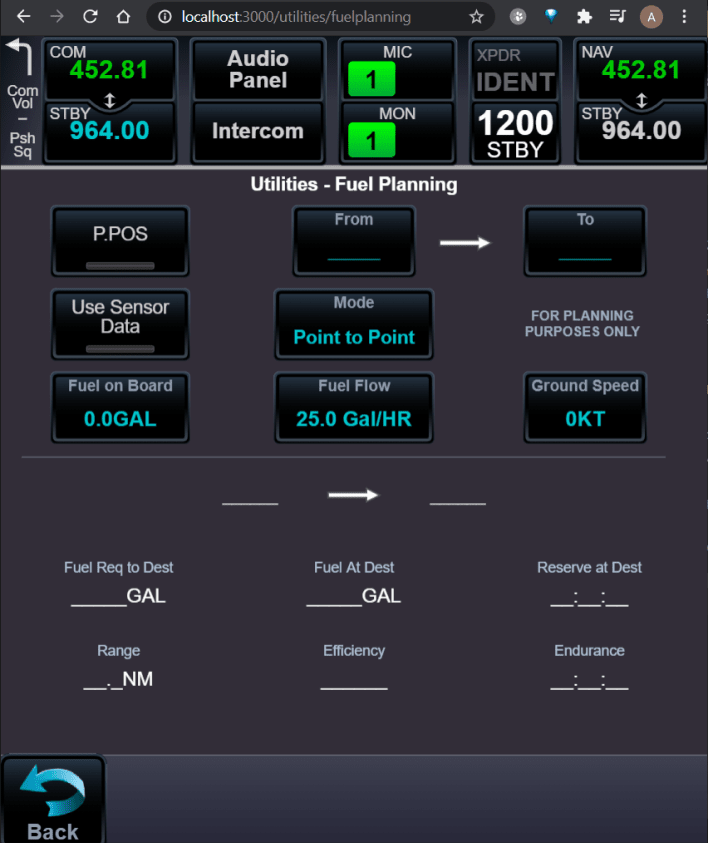 localhost:3000/utilities/fuelplanning
A
COM
452.81
STBY
964.00
Com
Vol
–
Psh
Sq
Audio
Panel
Intercom
MIC
1
MON
1
XPDR
IDENT
1200
STBY
NAV
452.81
STBY
964.00
Utilities - Fuel Planning
P.POS
From
_____
To
_____
Use Sensor
Data
Mode
Point to Point
FOR PLANNING
PURPOSES ONLY
Fuel on Board
0.0GAL
Fuel Flow
25.0 Gal/HR
Ground Speed
0KT
_____ _____
Fuel Req to Dest
_____GAL
Fuel At Dest
_____GAL
Reserve at Dest
__:__:__
Range
__._NM
Efficiency
______
Endurance
__:__:__
Back